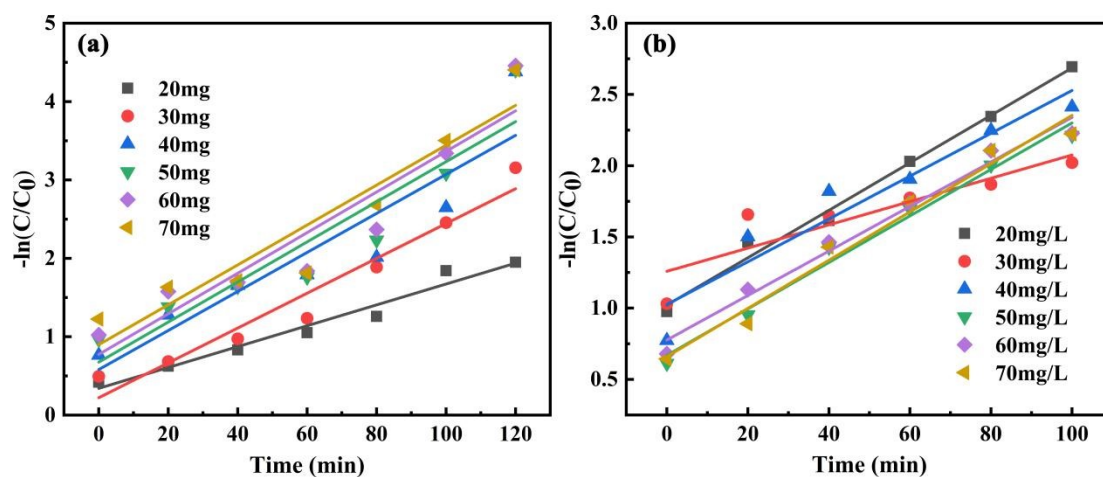 (a)
5
4
3
2
1
0
-ln(C/C0)
20mg
30mg
40mg
50mg
60mg
70mg
0 20 40 60 80 100 120
Time (min)
(b)
3.0
2.5
2.0
1.5
1.0
0.5
-ln(C/C0)
20mg/L
30mg/L
40mg/L
50mg/L
60mg/L
70mg/L
0 20 40 60 80 100
Time (min)